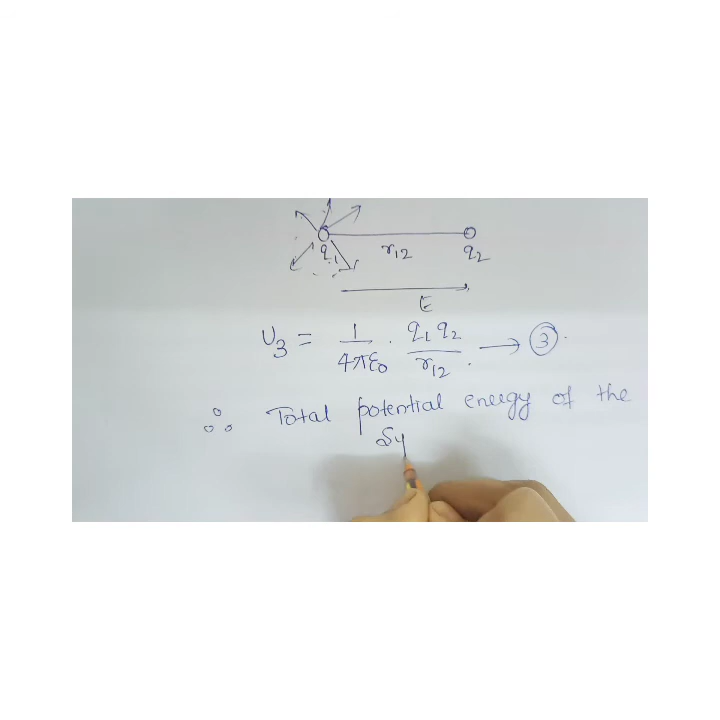 q₁ r₁₂ q₂
E
U₃ = 1/4πε₀ · q₁q₂/r₁₂. → ③.
∴ Total potential energy of the
Sy